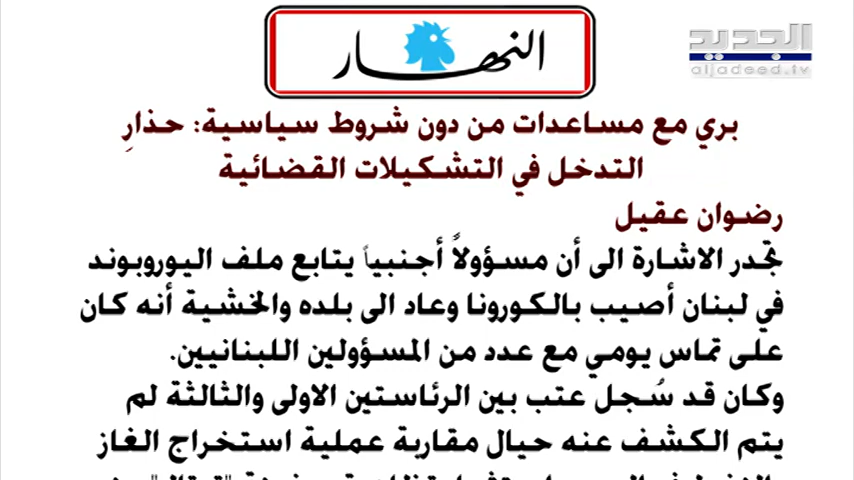 النهار
الجديد
aljadeed.tv
بري مع مساعدات من دون شروط سياسية: حذارِ
التدخل في التشكيلات القضائية
رضوان عقيل
تجدر الاشارة الى أن مسؤولاً أجنبياً يتابع ملف اليوروبوند
في لبنان أصيب بالكورونا وعاد الى بلده والخشية أنه كان
على تماس يومي مع عدد من المسؤولين اللبنانيين.
وكان قد سُجل عتب بين الرئاستين الاولى والثالثة لم
يتم الكشف عنه حيال مقاربة عملية استخراج الغاز